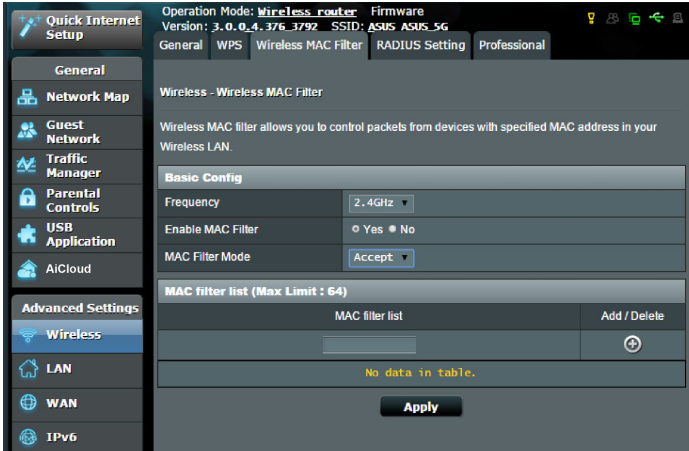 Quick Internet
Setup
Operation Mode: Wireless router Firmware
Version: 3.0.0.4.376_3792 SSID: ASUS ASUS_5G
General WPS Wireless MAC Filter RADIUS Setting Professional
General
Network Map
Guest
Network
Traffic
Manager
Parental
Controls
USB
Application
AiCloud
Advanced Settings
Wireless
LAN
WAN
IPv6
Wireless - Wireless MAC Filter
Wireless MAC filter allows you to control packets from devices with specified MAC address in your
Wireless LAN.
Basic Config
Frequency 2.4GHz
Enable MAC Filter Yes No
MAC Filter Mode Accept
MAC filter list (Max Limit : 64)
MAC filter list Add / Delete
No data in table.
Apply